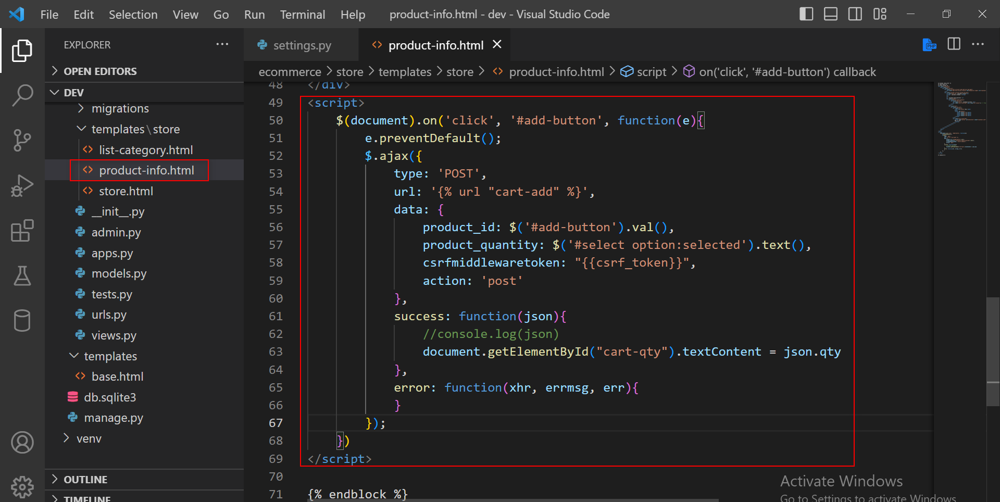 File Edit Selection View Go Run Terminal Help product-info.html - dev - Visual Studio Code
EXPLORER
OPEN EDITORS
DEV
migrations
templates\store
list-category.html
product-info.html
store.html
__init__.py
admin.py
apps.py
models.py
tests.py
urls.py
views.py
templates
base.html
db.sqlite3
manage.py
venv
OUTLINE
TIMELINE
settings.py product-info.html
PHP
ecommerce > store > templates > store > product-info.html > script > on('click', '#add-button') callback
48 </div>
49 <script>
50 $(document).on('click', '#add-button', function(e){
51 e.preventDefault();
52 $.ajax({
53 type: 'POST',
54 url: '{% url "cart-add" %}',
55 data: {
56 product_id: $('#add-button').val(),
57 product_quantity: $('#select option:selected').text(),
58 csrfmiddlewaretoken: "{{csrf_token}}",
59 action: 'post'
60 },
61 success: function(json){
62 //console.log(json)
63 document.getElementById("cart-qty").textContent = json.qty
64 },
65 error: function(xhr, errmsg, err){
66 }
67 });
68 })
69 </script>
70
71 {% endblock %}
Activate Windows
Go to Settings to activate Windows